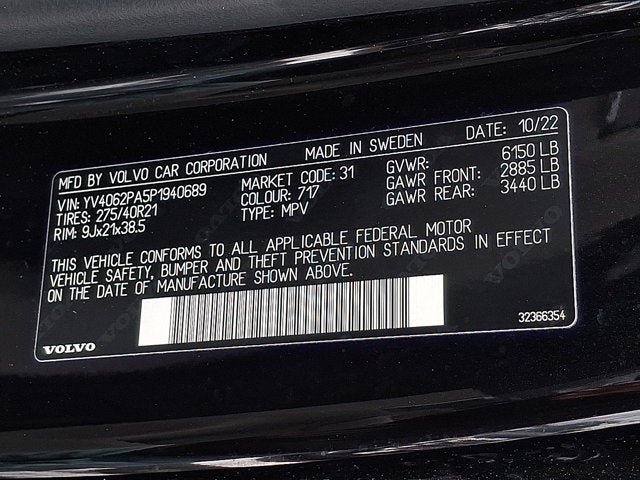 MFD BY VOLVO CAR CORPORATION MADE IN SWEDEN DATE: 10/22
VIN: YV4062PA5P1940689 MARKET CODE: 31 GVWR: 6150 LB
TIRES: 275/40R21 COLOUR: 717 GAWR FRONT: 2885 LB
RIM: 9Jx21x38.5 TYPE: MPV GAWR REAR: 3440 LB
THIS VEHICLE CONFORMS TO ALL APPLICABLE FEDERAL MOTOR
VEHICLE SAFETY, BUMPER AND THEFT PREVENTION STANDARDS IN EFFECT
ON THE DATE OF MANUFACTURE SHOWN ABOVE.
32366354
VOLVO